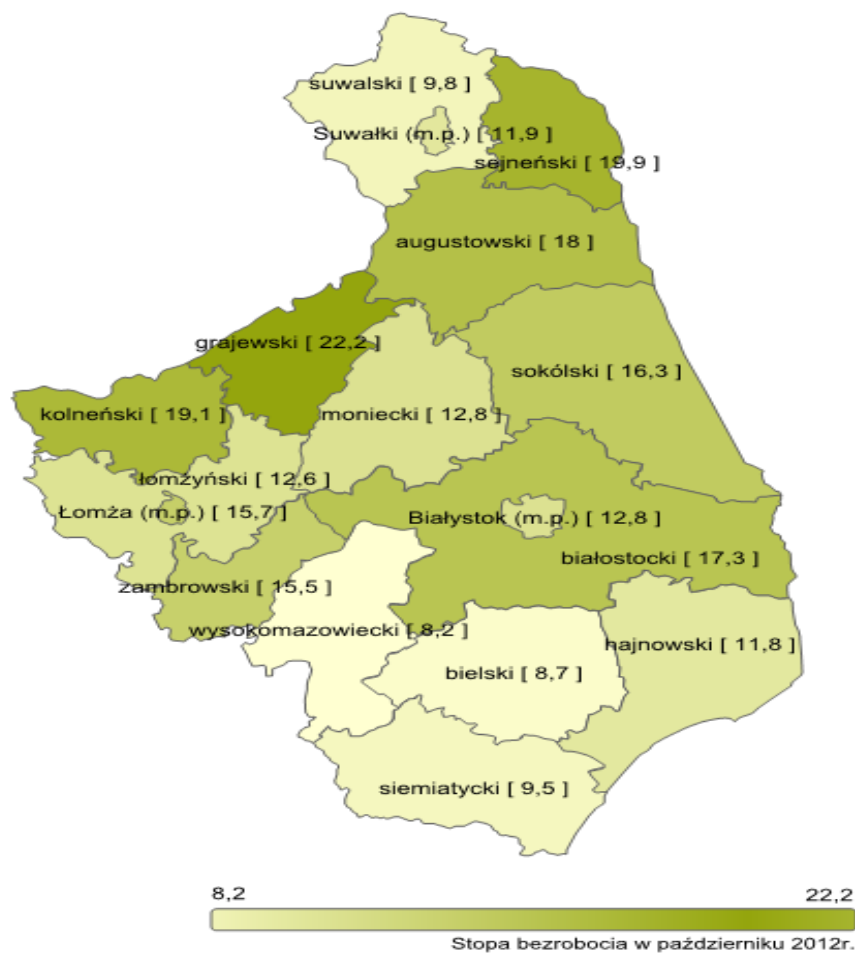 suwalski [ 9,8 ]
Suwałki (m.p.) [ 11,9 ]
sejneński [ 19,9 ]
augustowski [ 18 ]
grajewski [ 22,2 ]
sokólski [ 16,3 ]
kolneński [ 19,1 ]
moniecki [ 12,8 ]
łomżyński [ 12,6 ]
Łomża (m.p.) [ 15,7 ]
Białystok (m.p.) [ 12,8 ]
białostocki [ 17,3 ]
zambrowski [ 15,5 ]
wysokomazowiecki [ 8,2 ]
hajnowski [ 11,8 ]
bielski [ 8,7 ]
siemiatycki [ 9,5 ]
8,2
22,2
Stopa bezrobocia w październiku 2012r.